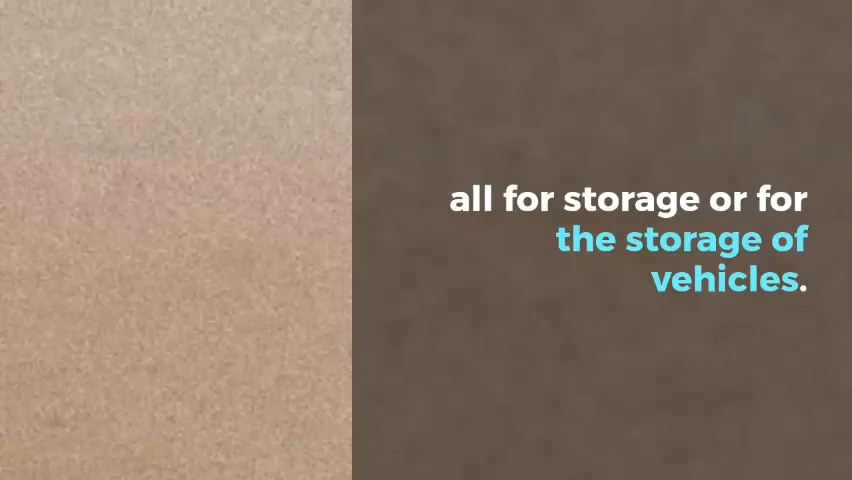 all for storage or for
the storage of
vehicles.